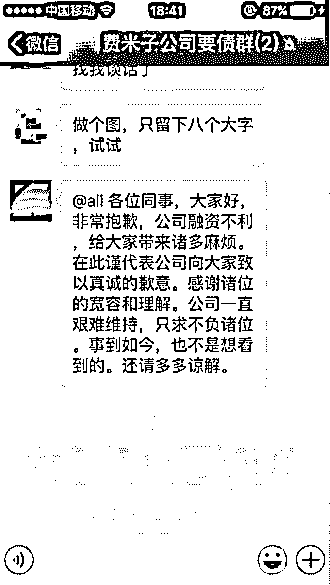 中国移动 18:41 87%
微信 费米子公司要债群(2)
找我谈话了
做个图，只留下八个大字
，试试
@all 各位同事，大家好，
非常抱歉，公司融资不利
，给大家带来诸多麻烦。
在此谨代表公司向大家致
以真诚的歉意。感谢诸位
的宽容和理解。公司一直
艰难维持，只求不负诸位
。事到如今，也不是想看
到的。还请多多谅解。